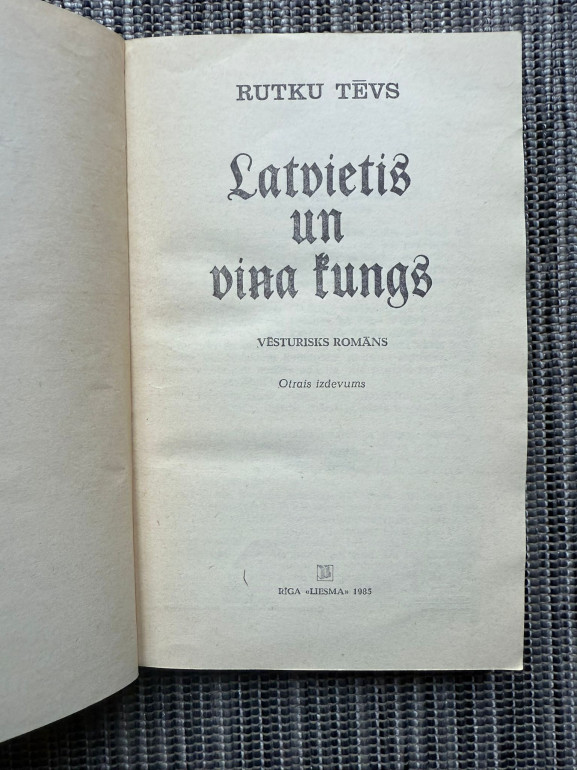 RUTKU TĒVS
Latvietis
un
viņa kungs
VĒSTURISKS ROMĀNS
Otrais izdevums
RĪGA «LIESMA» 1985